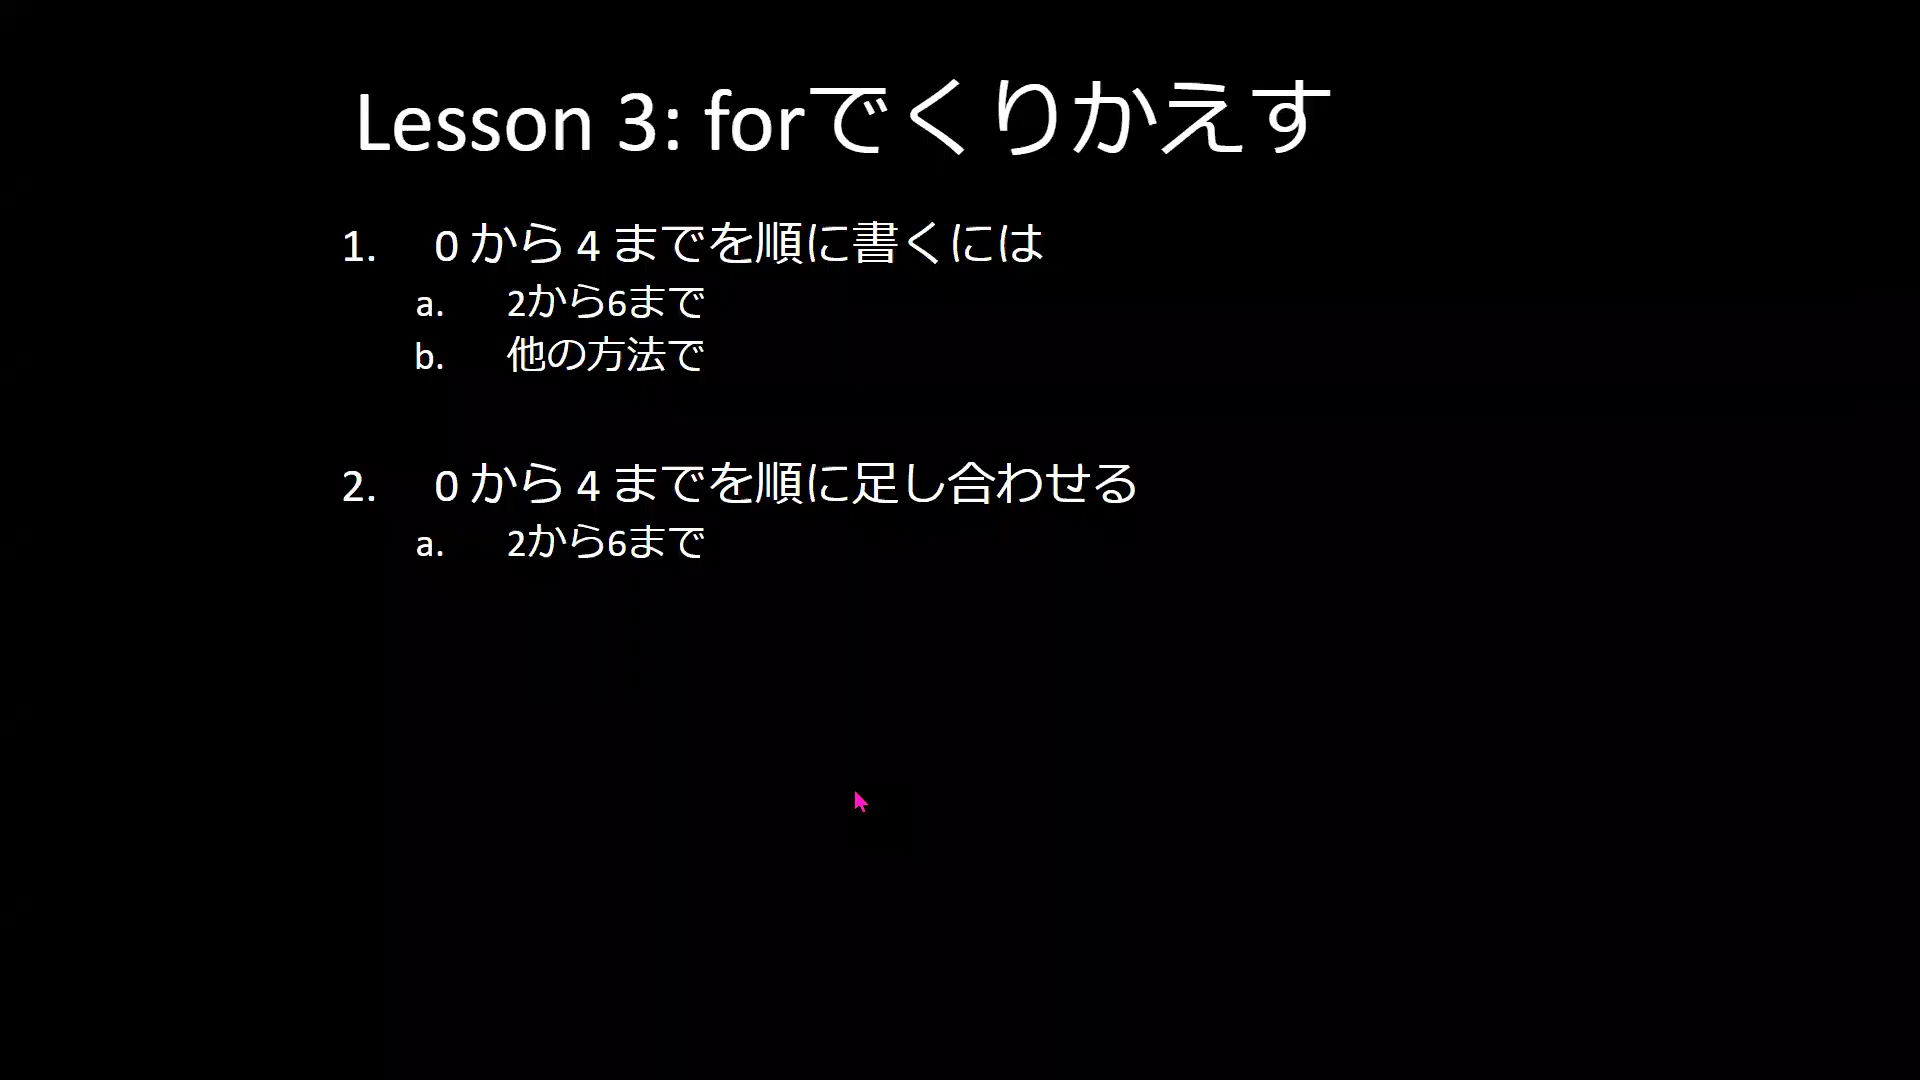 Lesson 3: forでくりかえす
1. 0 から 4 までを順に書くには
a. 2から6まで
b. 他の方法で
2. 0 から 4 までを順に足し合わせる
a. 2から6まで